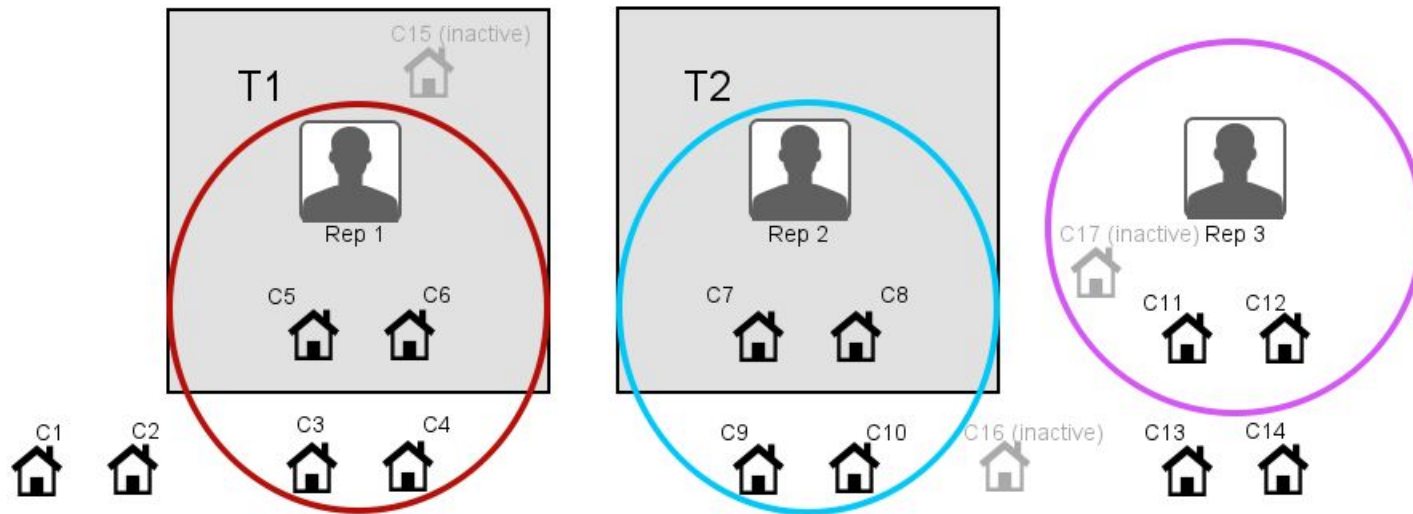 C15 (inactive)
T1
T2
Rep 1
Rep 2
C17 (inactive)
Rep 3
C5
C6
C7
C8
C11
C12
C1
C2
C3
C4
C9
C10
C16 (inactive)
C13
C14